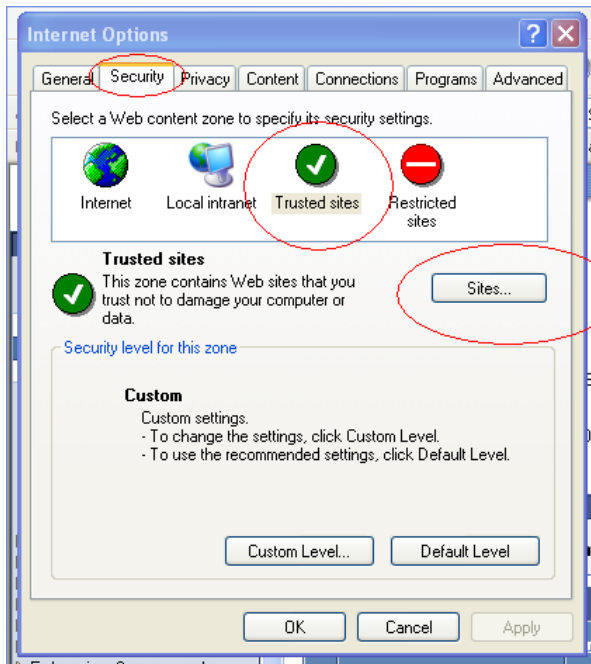 Internet Options
General Security Privacy Content Connections Programs Advanced
Select a Web content zone to specify its security settings.
Internet Local intranet Trusted sites Restricted sites
Trusted sites
This zone contains Web sites that you
trust not to damage your computer or
data.
Sites...
Security level for this zone
Custom
Custom settings.
- To change the settings, click Custom Level.
- To use the recommended settings, click Default Level.
Custom Level... Default Level
OK Cancel Apply